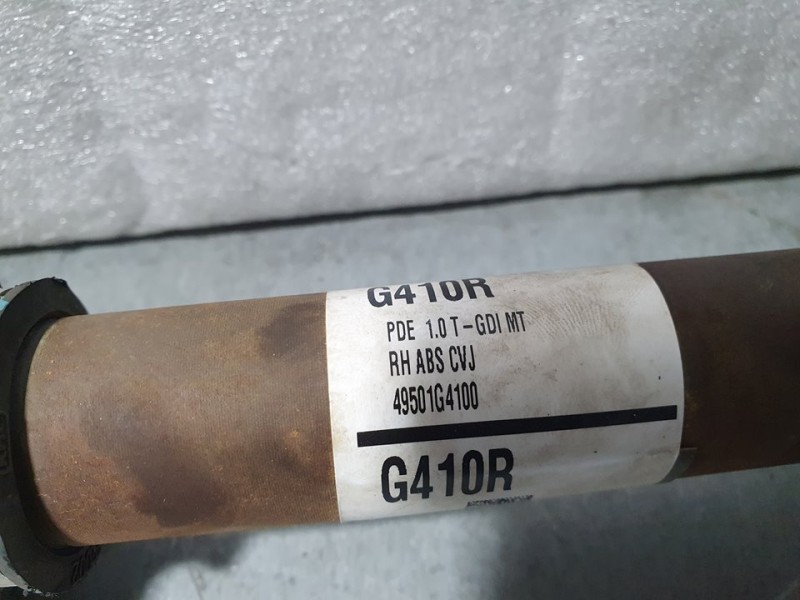 G410R
PDE 1.0 T-GDI MT
RH ABS CVJ
49501G4100
G410R